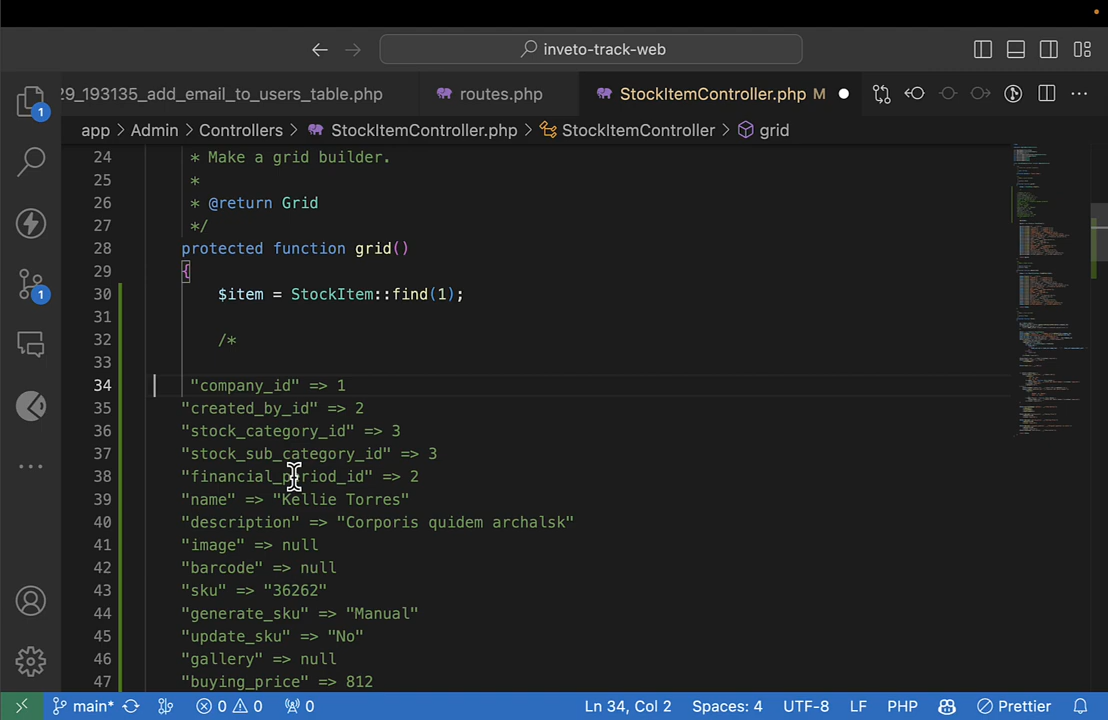 inveto-track-web
29_193135_add_email_to_users_table.php
routes.php
StockItemController.php M
app > Admin > Controllers > StockItemController.php > StockItemController > grid
24 * Make a grid builder.
25 *
26 * @return Grid
27 */
28 protected function grid()
29 {
30 $item = StockItem::find(1);
31
32 /*
33
34 "company_id" => 1
35 "created_by_id" => 2
36 "stock_category_id" => 3
37 "stock_sub_category_id" => 3
38 "financial_period_id" => 2
39 "name" => "Kellie Torres"
40 "description" => "Corporis quidem archalsk"
41 "image" => null
42 "barcode" => null
43 "sku" => "36262"
44 "generate_sku" => "Manual"
45 "update_sku" => "No"
46 "gallery" => null
47 "buying_price" => 812
1
1
main* 0 0 0 Ln 34, Col 2 Spaces: 4 UTF-8 LF PHP Prettier